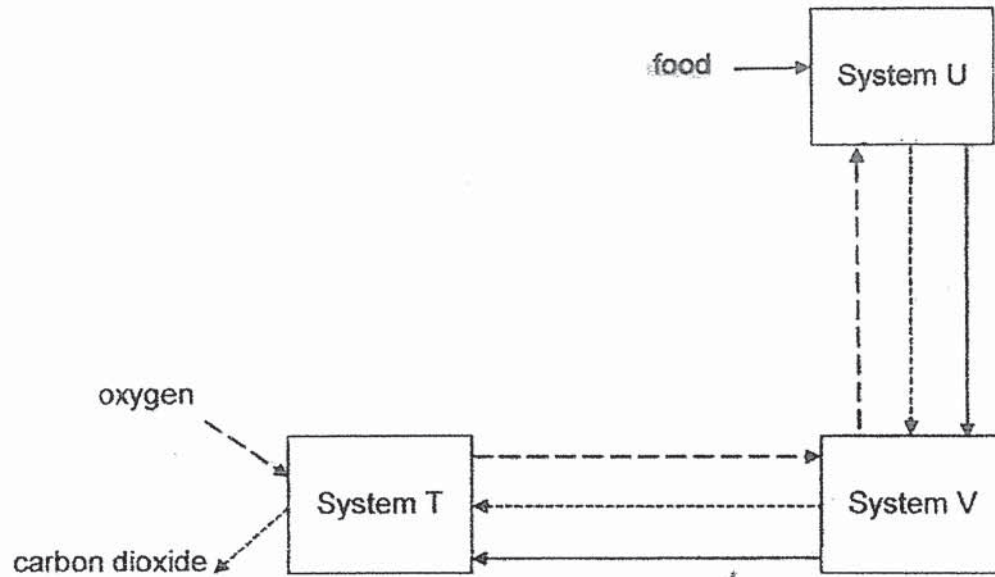 food
System U
oxygen
System T
System V
carbon dioxide